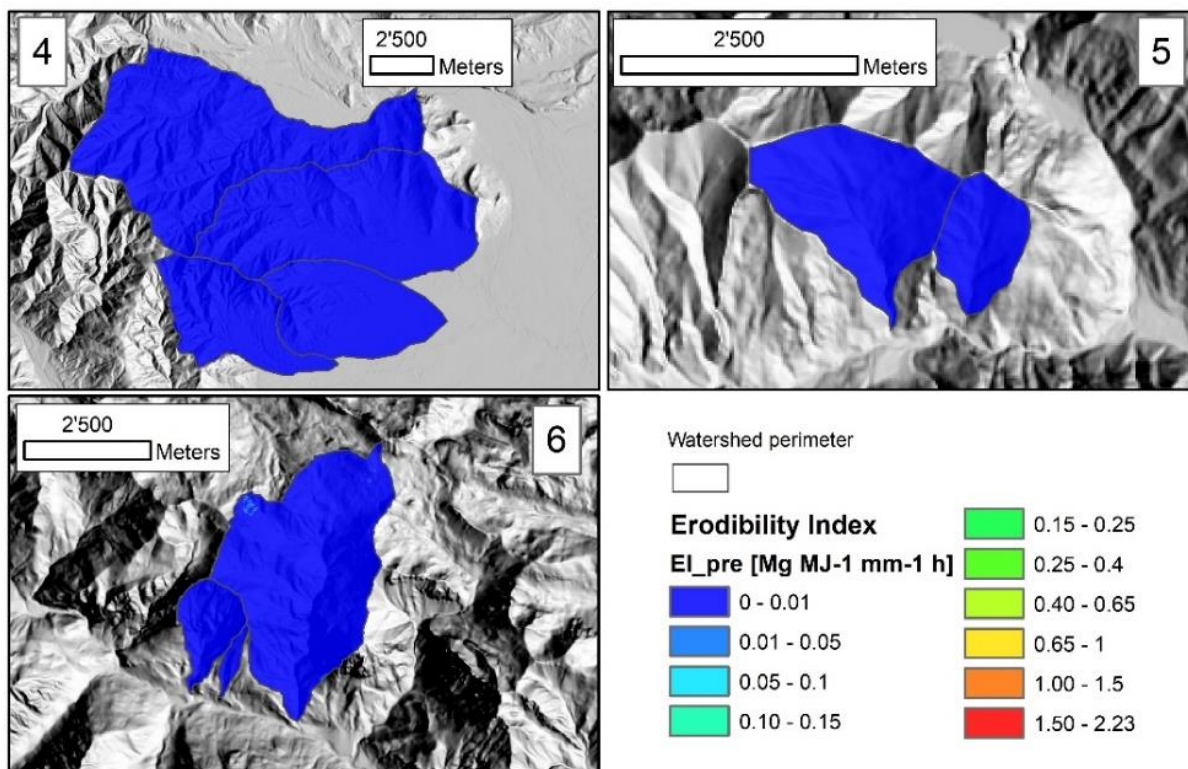 4
2'500
Meters
5
2'500
Meters
6
2'500
Meters
Watershed perimeter
Erodibility Index
EI_pre [Mg MJ-1 mm-1 h]
0 - 0.01
0.01 - 0.05
0.05 - 0.1
0.10 - 0.15
0.15 - 0.25
0.25 - 0.4
0.40 - 0.65
0.65 - 1
1.00 - 1.5
1.50 - 2.23